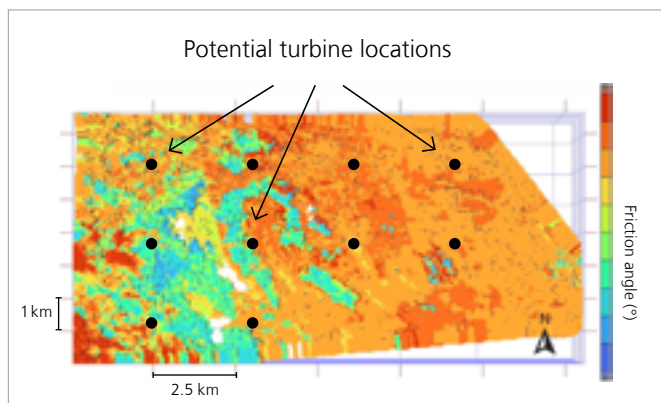 Potential turbine locations
Friction angle (°)
1 km
N
2.5 km